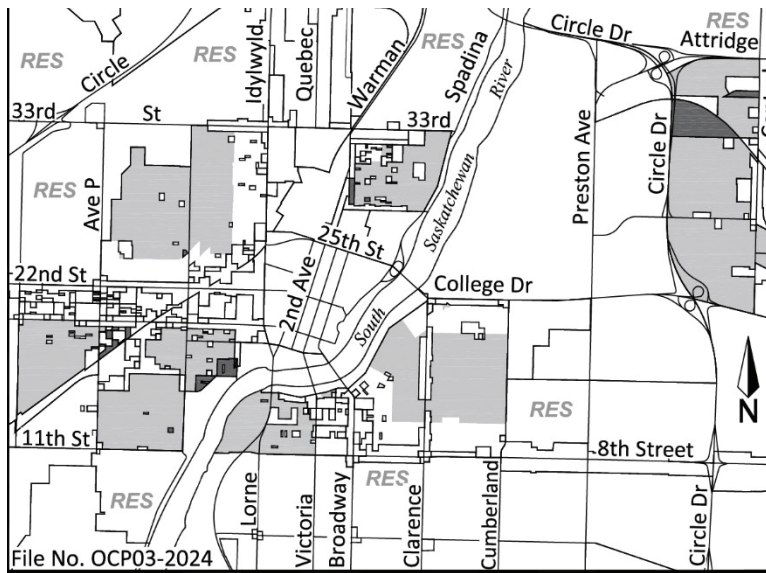 RES
Circle
Idylwyld
Quebec
Warman
RES
RES
Spadina
Circle Dr
RES
Attridge
33rd
St
33rd
River
Preston Ave
Circle Dr
RES
Ave P
Saskatchewan
25th St
2nd Ave
22nd St
College Dr
South
N
RES
11th St
8th Street
RES
RES
Lorne
Victoria
Broadway
Clarence
Cumberland
Circle Dr
File No. OCP03-2024